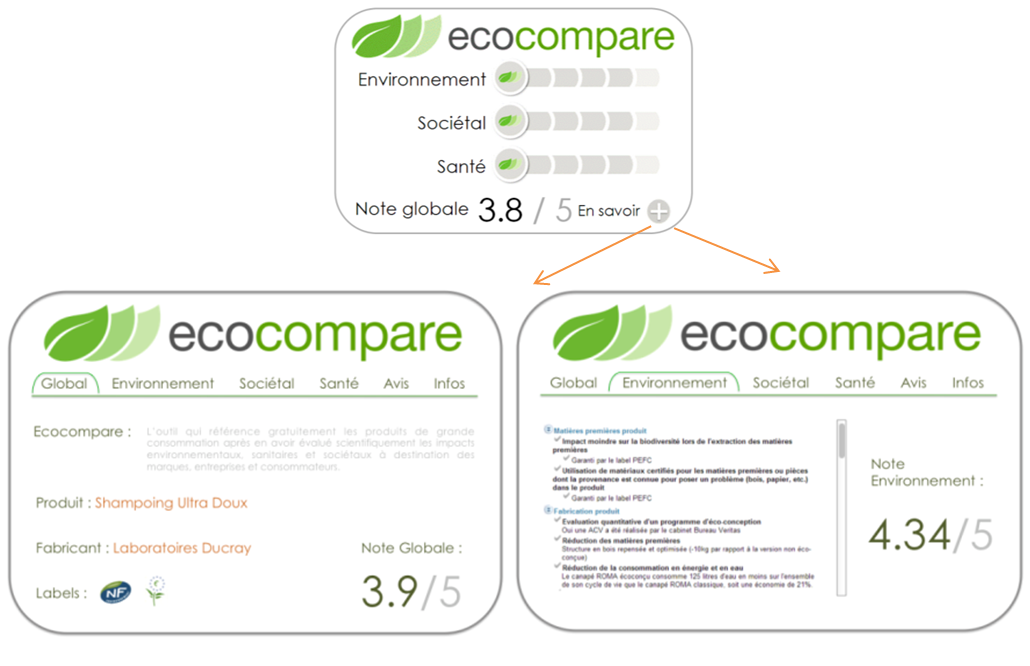 ecocompare
Environnement
Sociétal
Santé
Note globale 3.8 / 5 En savoir +
ecocompare
Global Environnement Sociétal Santé Avis Infos
Ecocompare : L'outil qui référence gratuitement les produits de grande
consommation après en avoir évalué scientifiquement les impacts
environnementaux, sanitaires et sociétaux à destination des
marques, entreprises et consommateurs.
Produit : Shampoing Ultra Doux
Fabricant : Laboratoires Ducray
Note Globale :
Labels : NF
3.9/5
ecocompare
Global Environnement Sociétal Santé Avis Infos
Matières premières produit
Impact moindre sur la biodiversité lors de l'extraction des matières
premières
Garanti par le label PEFC
Utilisation de matériaux certifiés pour les matières premières ou pièces
dont la provenance est connue pour poser un problème (bois, papier, etc.)
dans le produit
Garanti par le label PEFC
Fabrication produit
Evaluation quantitative d'un programme d'éco-conception
Oui une ACV a été réalisée par le cabinet Bureau Veritas
Réduction des matières premières
Structure en bois repensée et optimisée (-10kg par rapport à la version non éco-
conçue)
Réduction de la consommation en énergie et en eau
Le canapé ROMA écoconçu consomme 125 litres d'eau en moins sur l'ensemble
de son cycle de vie que le canapé ROMA classique, soit une économie de 21%.
Note
Environnement :
4.34/5